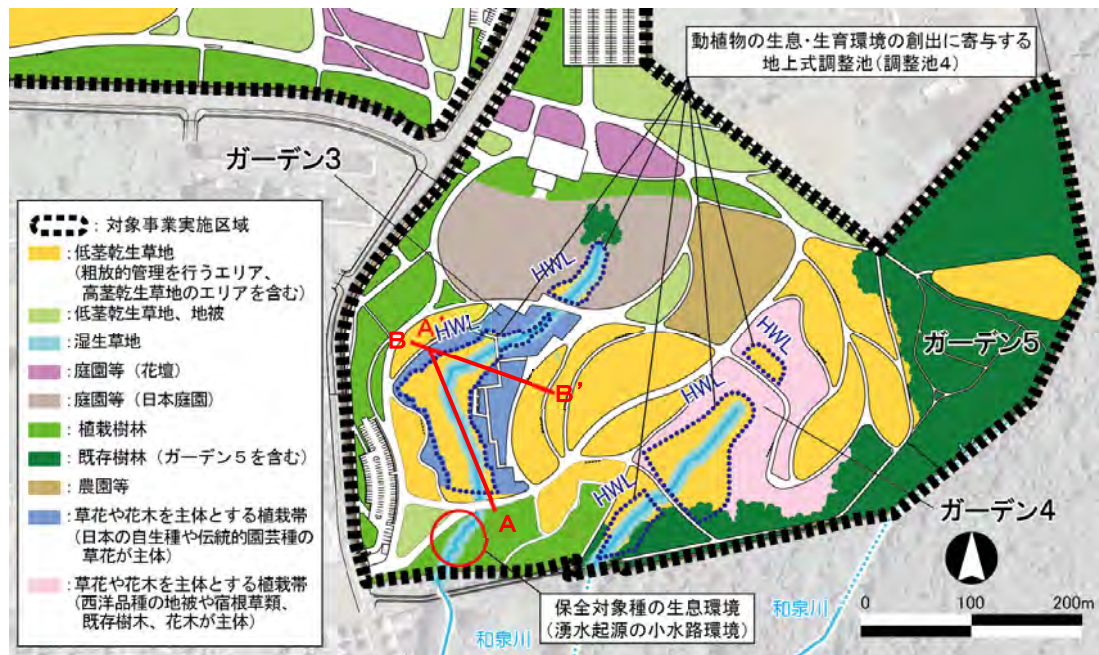 動植物の生息・生育環境の創出に寄与する
地上式調整池（調整池４）
ガーデン3
：対象事業実施区域
：低茎乾生草地
（粗放的管理を行うエリア、
高茎乾生草地のエリアを含む）
：低茎乾生草地、地被
：湿生草地
：庭園等（花壇）
：庭園等（日本庭園）
：植栽樹林
：既存樹林（ガーデン５を含む）
：農園等
：草花や花木を主体とする植栽帯
（日本の自生種や伝統的園芸種の
草花が主体）
：草花や花木を主体とする植栽帯
（西洋品種の地被や宿根草類、
既存樹木、花木が主体）
HWL
HWL
B
A'
B'
A
HWL
HWL
HWL
ガーデン5
ガーデン4
保全対象種の生息環境
（湧水起源の小水路環境）
和泉川
和泉川
0
100
200m